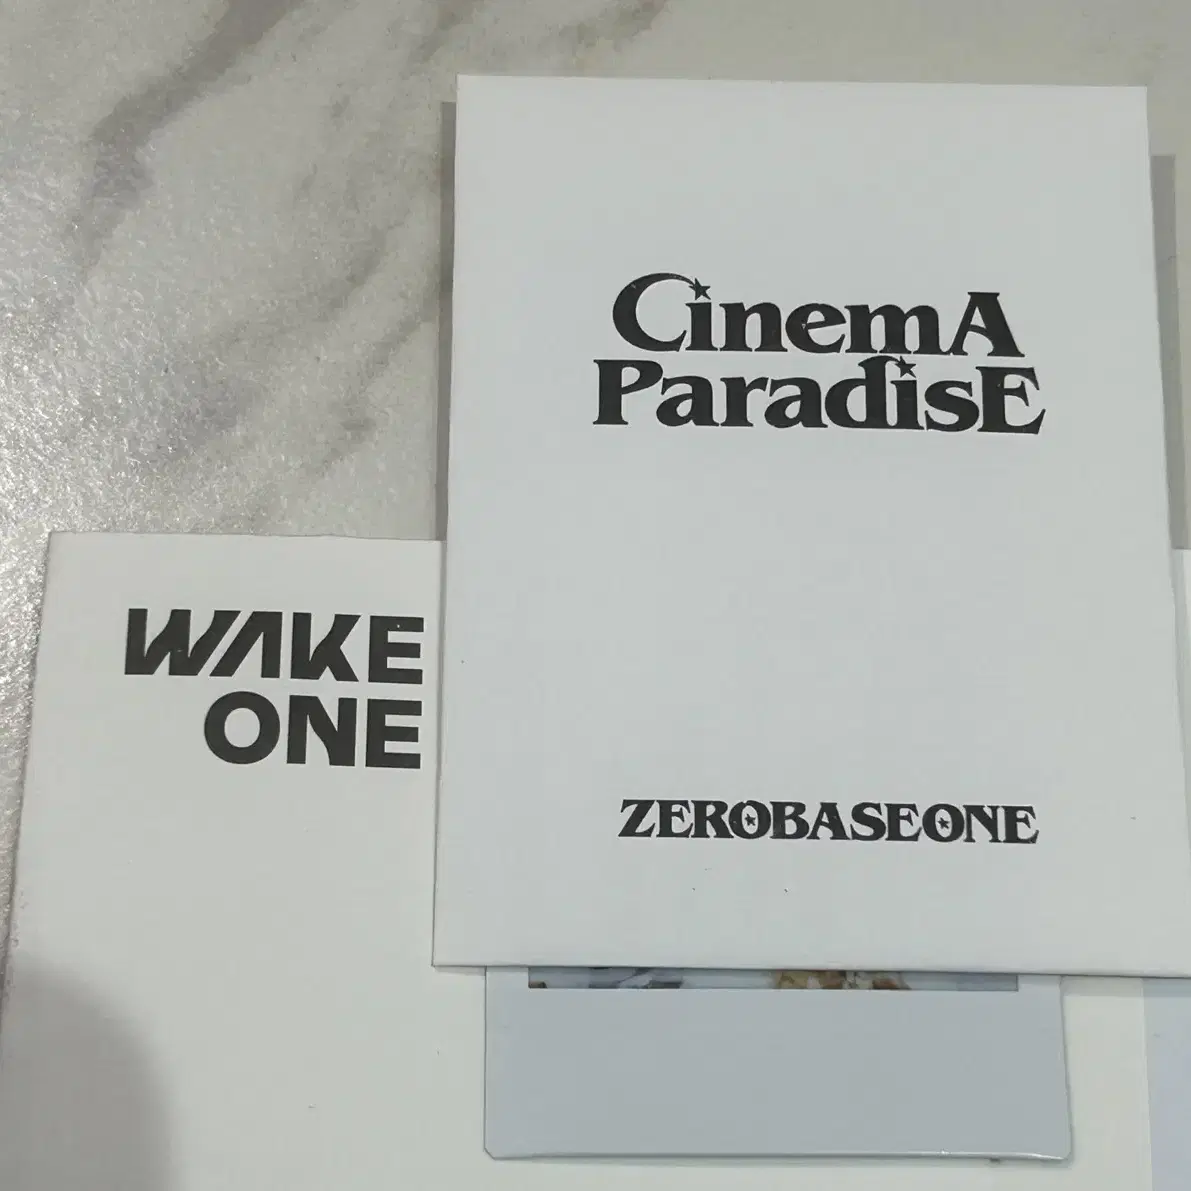 CinemA
ParadisE
ZEROBASEONE
WAKE
ONE